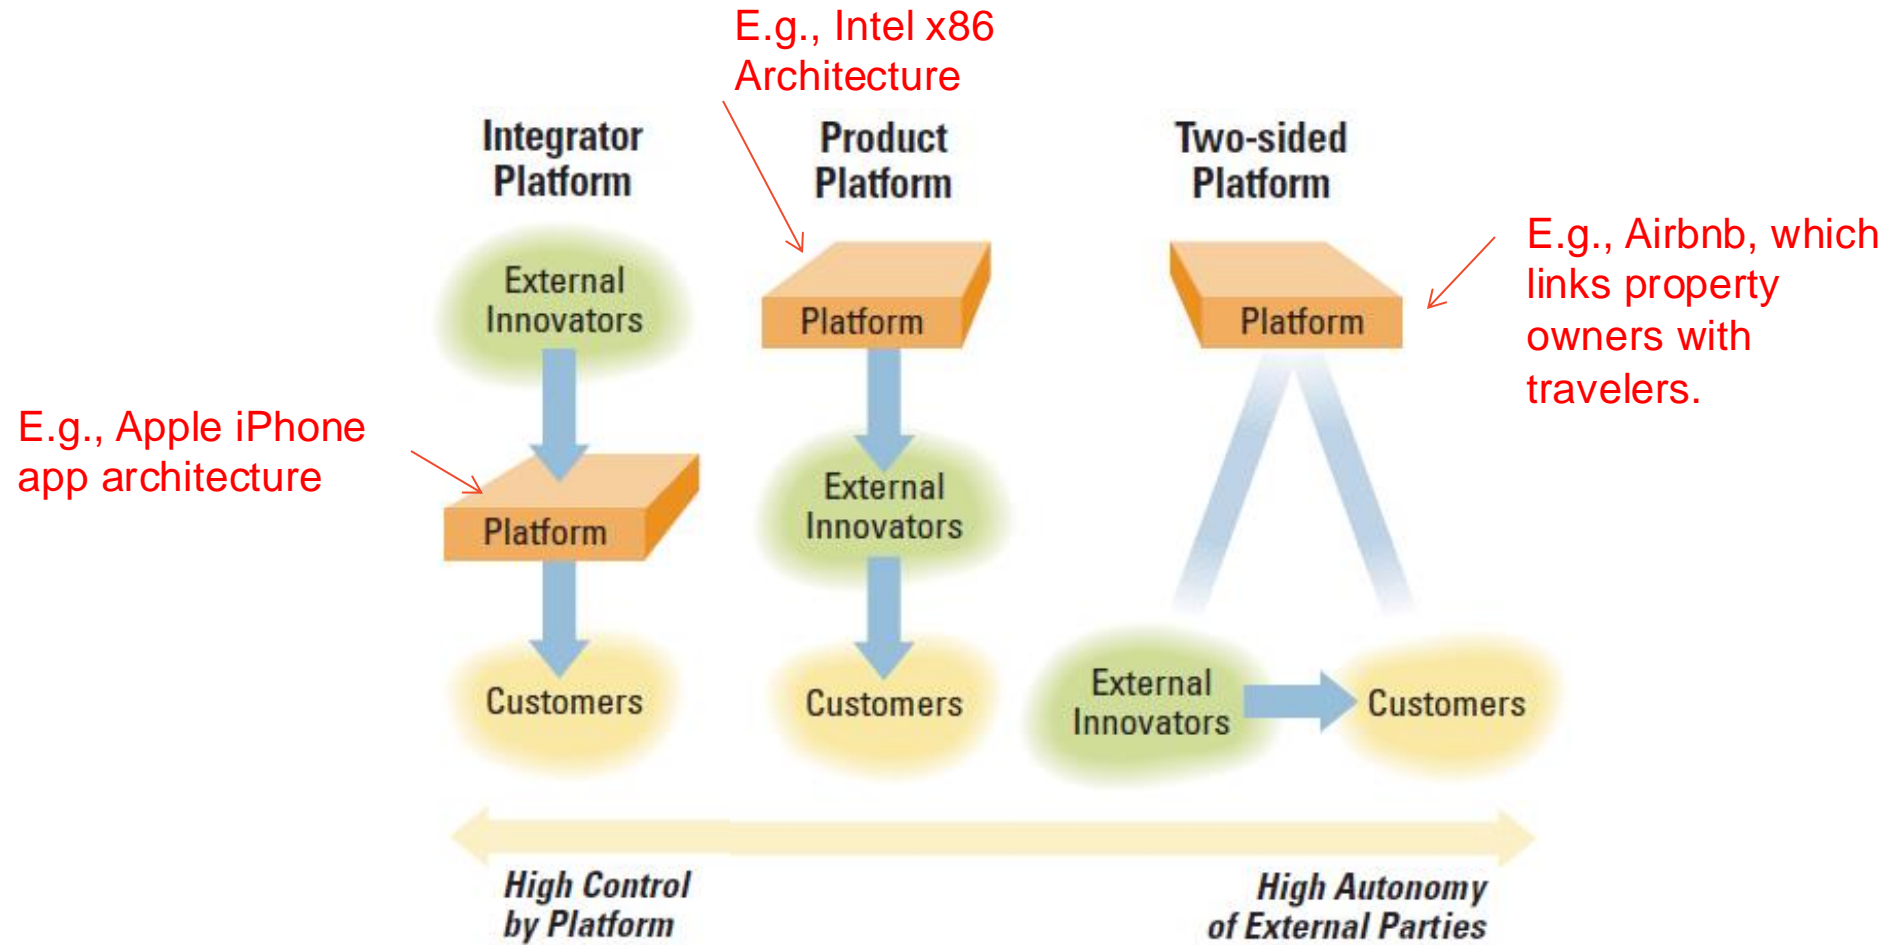 E.g., Intel x86
Architecture
Integrator
Platform
Product
Platform
Two-sided
Platform
External
Innovators
Platform
Platform
E.g., Airbnb, which
links property
owners with
travelers.
E.g., Apple iPhone
app architecture
Platform
External
Innovators
Customers
Customers
External
Innovators
Customers
High Control
by Platform
High Autonomy
of External Parties